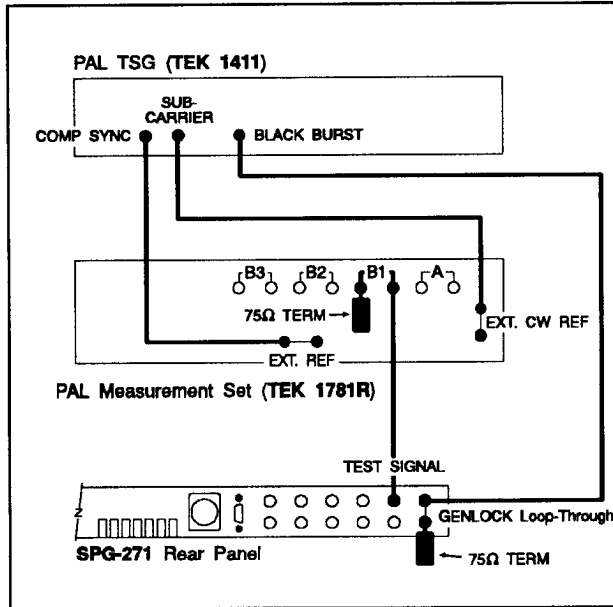 PAL TSG (TEK 1411)
SUB-
CARRIER
COMP SYNC
BLACK BURST
B3 B2 B1 A
75Ω TERM
EXT. CW REF
EXT. REF
PAL Measurement Set (TEK 1781R)
TEST SIGNAL
GENLOCK Loop-Through
SPG-271 Rear Panel
75Ω TERM